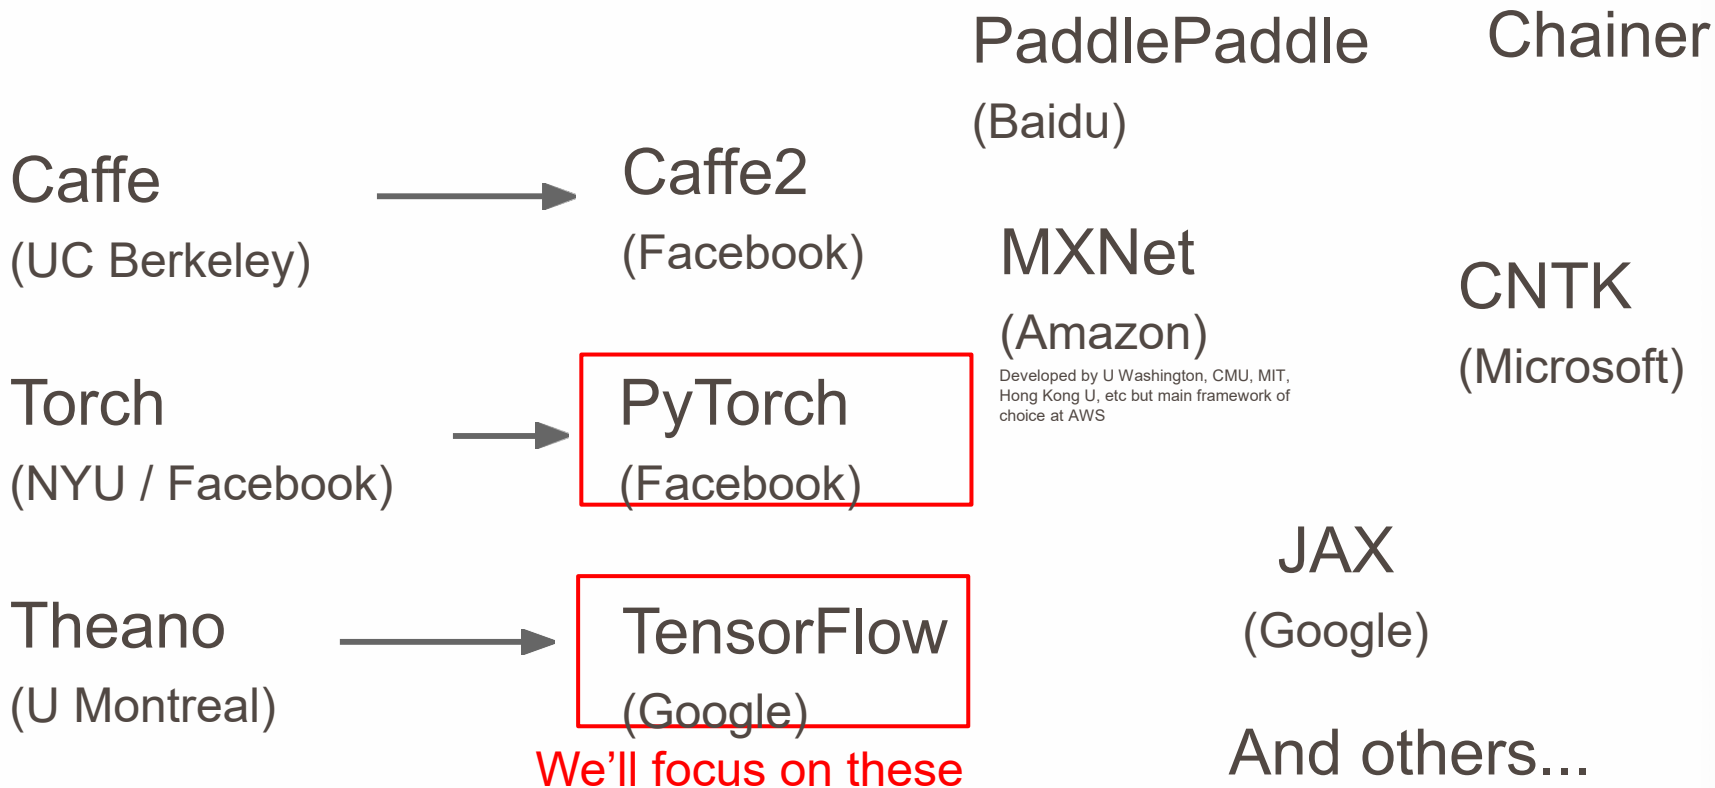 PaddlePaddle
(Baidu)
Chainer
Caffe
(UC Berkeley)
Caffe2
(Facebook)
MXNet
(Amazon)
Developed by U Washington, CMU, MIT,
Hong Kong U, etc but main framework of
choice at AWS
CNTK
(Microsoft)
Torch
(NYU / Facebook)
PyTorch
(Facebook)
JAX
(Google)
Theano
(U Montreal)
TensorFlow
(Google)
We’ll focus on these
And others...